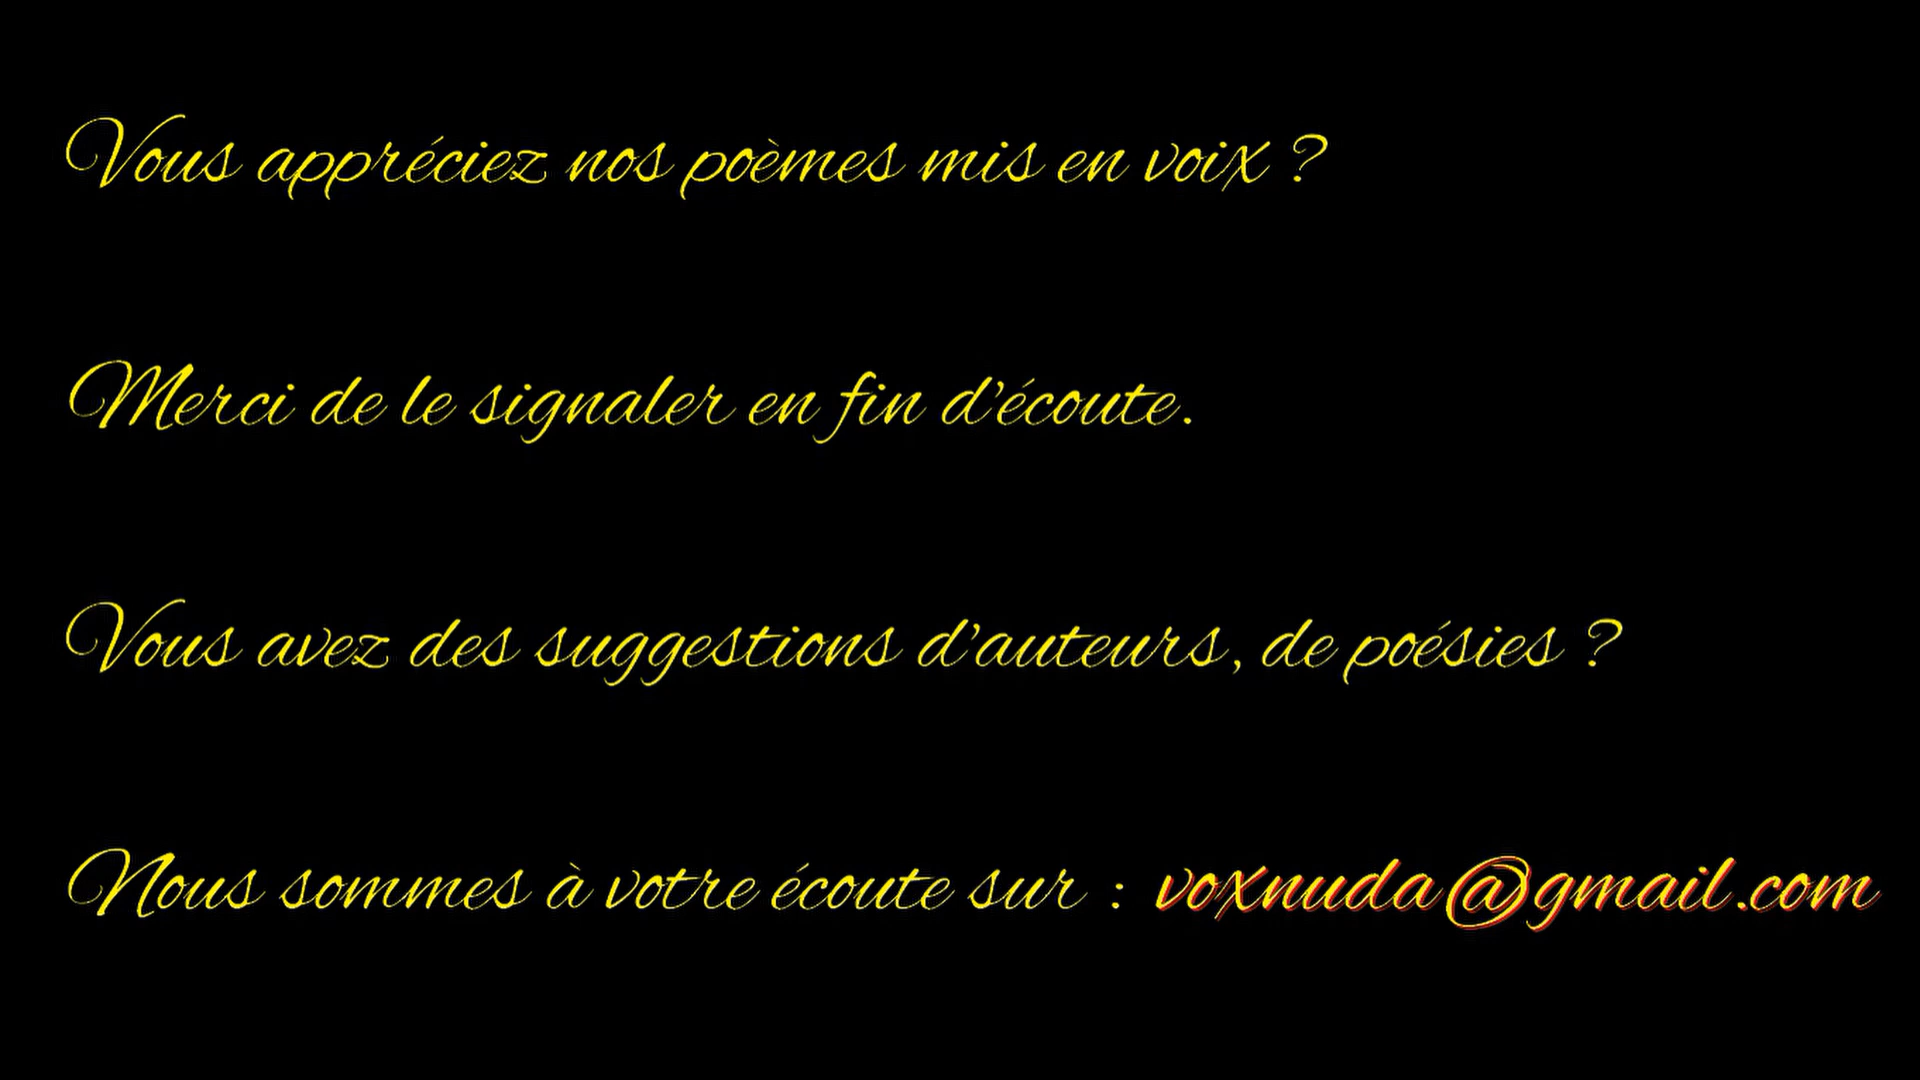 Vous appréciez nos poèmes mis en voix ?
Merci de le signaler en fin d'écoute.
Vous avez des suggestions d'auteurs, de poésies ?
Nous sommes à votre écoute sur : voxnuda@gmail.com